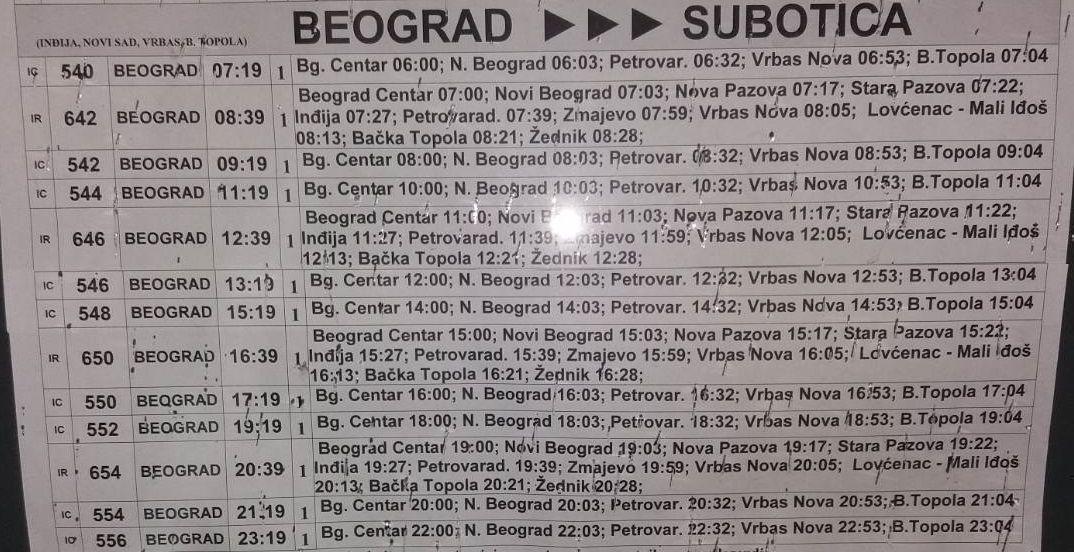 BEOGRAD ►►► SUBOTICA
(INĐIJA, NOVI SAD, VRBAS, B. TOPOLA)
IC 540 BEOGRAD 07:19 1 Bg. Centar 06:00; N. Beograd 06:03; Petrovar. 06:32; Vrbas Nova 06:53; B.Topola 07:04
IR 642 BEOGRAD 08:39 1 Beograd Centar 07:00; Novi Beograd 07:03; Nova Pazova 07:17; Stara Pazova 07:22;
Inđija 07:27; Petrovarad. 07:39; Zmajevo 07:59; Vrbas Nova 08:05; Lovćenac - Mali Iđoš
08:13; Bačka Topola 08:21; Žednik 08:28;
IC 542 BEOGRAD 09:19 1 Bg. Centar 08:00; N. Beograd 08:03; Petrovar. 08:32; Vrbas Nova 08:53; B.Topola 09:04
IC 544 BEOGRAD 11:19 1 Bg. Centar 10:00; N. Beograd 10:03; Petrovar. 10:32; Vrbas Nova 10:53; B.Topola 11:04
IR 646 BEOGRAD 12:39 1 Beograd Centar 11:00; Novi Beograd 11:03; Nova Pazova 11:17; Stara Pazova 11:22;
Inđija 11:27; Petrovarad. 11:39; Zmajevo 11:59; Vrbas Nova 12:05; Lovćenac - Mali Iđoš
12:13; Bačka Topola 12:21; Žednik 12:28;
IC 546 BEOGRAD 13:19 1 Bg. Centar 12:00; N. Beograd 12:03; Petrovar. 12:32; Vrbas Nova 12:53; B.Topola 13:04
IC 548 BEOGRAD 15:19 1 Bg. Centar 14:00; N. Beograd 14:03; Petrovar. 14:32; Vrbas Nova 14:53; B.Topola 15:04
IR 650 BEOGRAD 16:39 1 Beograd Centar 15:00; Novi Beograd 15:03; Nova Pazova 15:17; Stara Pazova 15:22;
Inđija 15:27; Petrovarad. 15:39; Zmajevo 15:59; Vrbas Nova 16:05; Lovćenac - Mali Iđoš
16:13; Bačka Topola 16:21; Žednik 16:28;
IC 550 BEOGRAD 17:19 1 Bg. Centar 16:00; N. Beograd 16:03; Petrovar. 16:32; Vrbas Nova 16:53; B.Topola 17:04
IC 552 BEOGRAD 19:19 1 Bg. Centar 18:00; N. Beograd 18:03; Petrovar. 18:32; Vrbas Nova 18:53; B.Topola 19:04
IR 654 BEOGRAD 20:39 1 Beograd Centar 19:00; Novi Beograd 19:03; Nova Pazova 19:17; Stara Pazova 19:22;
Inđija 19:27; Petrovarad. 19:39; Zmajevo 19:59; Vrbas Nova 20:05; Lovćenac - Mali Iđoš
20:13; Bačka Topola 20:21; Žednik 20:28;
IC 554 BEOGRAD 21:19 1 Bg. Centar 20:00; N. Beograd 20:03; Petrovar. 20:32; Vrbas Nova 20:53; B.Topola 21:04
IC 556 BEOGRAD 23:19 1 Bg. Centar 22:00; N. Beograd 22:03; Petrovar. 22:32; Vrbas Nova 22:53; B.Topola 23:04